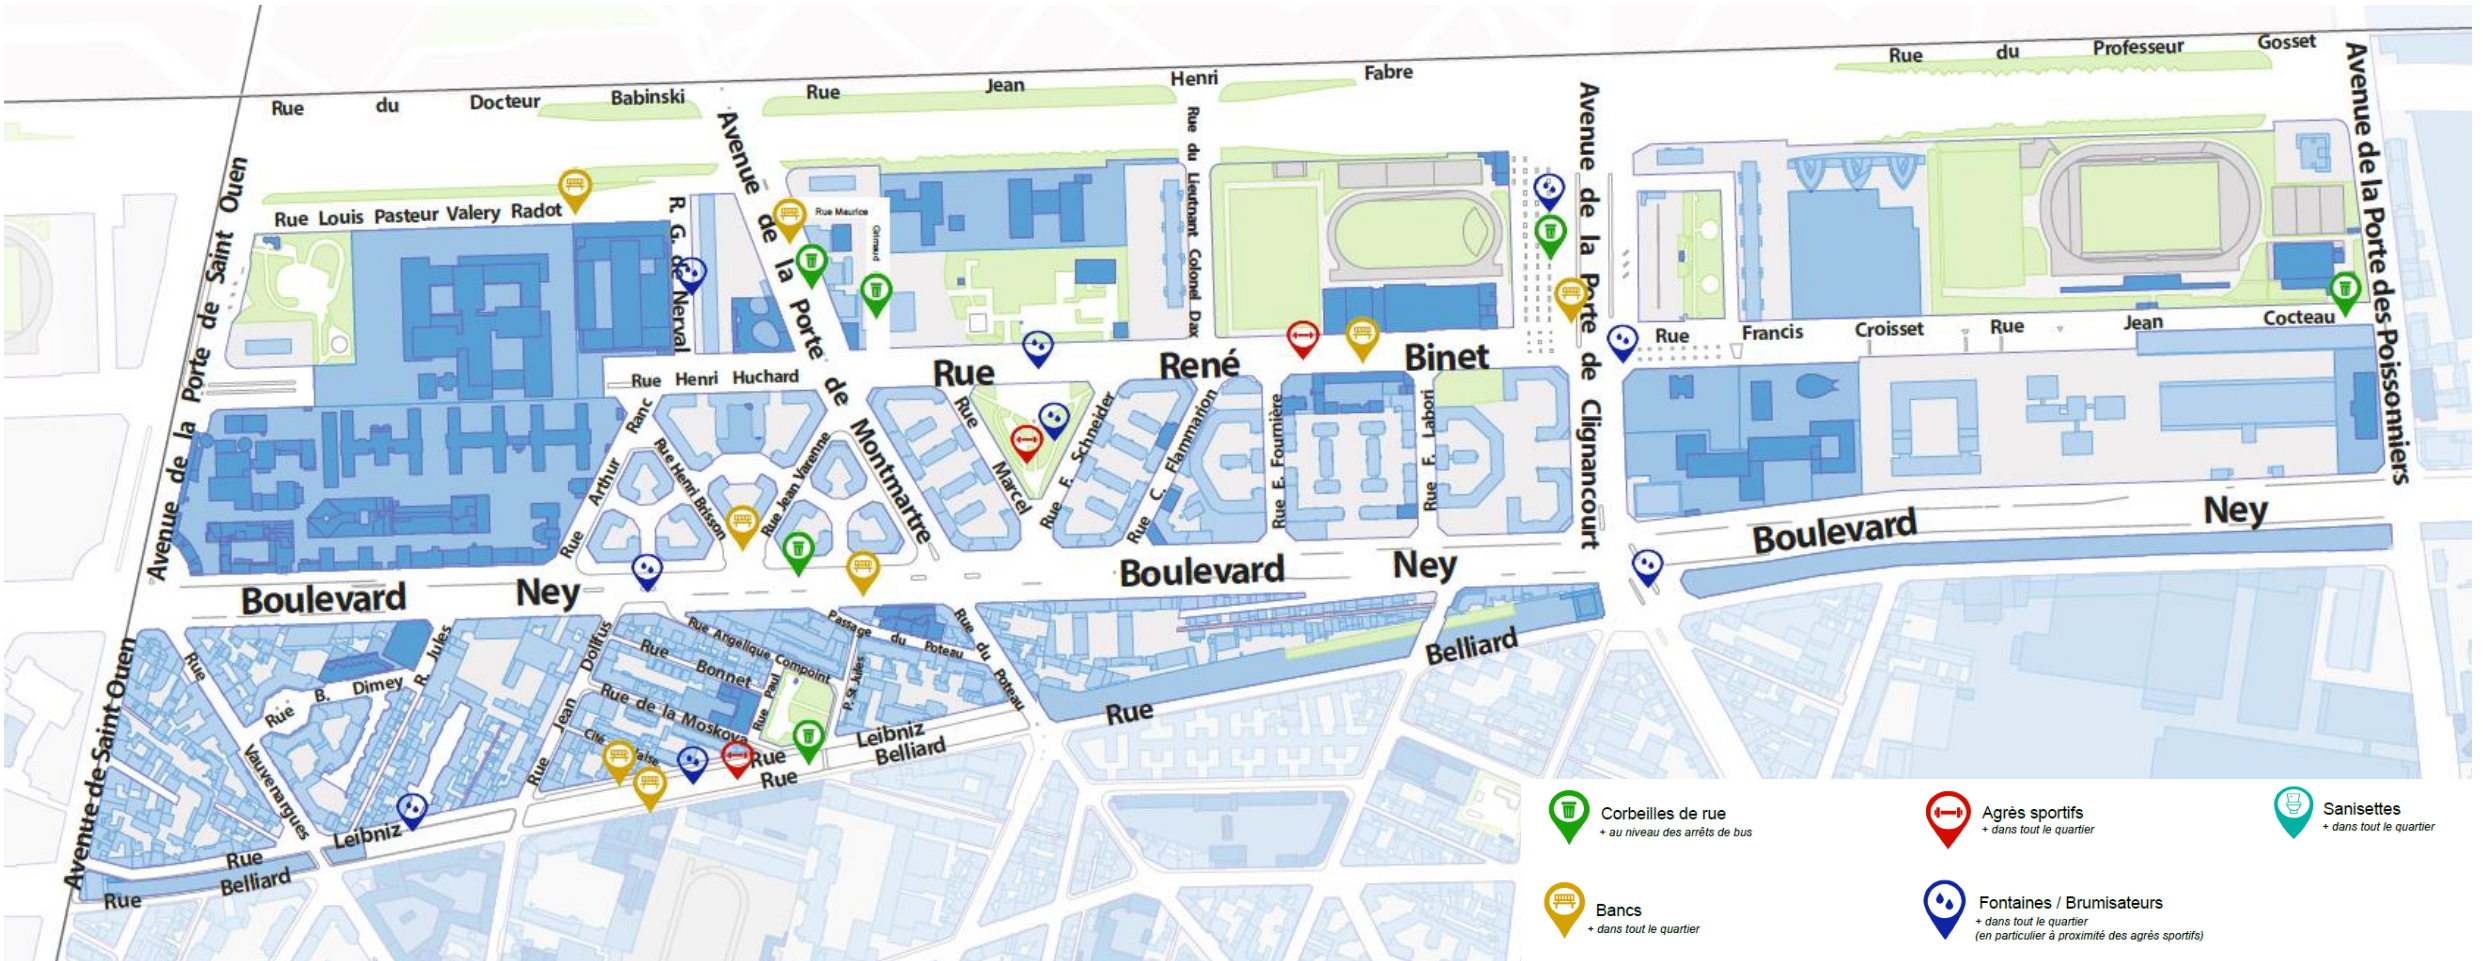 Rue du Docteur Babinski
Rue Jean Henri Fabre
Rue du Professeur Gosset
Avenue de la Porte de Saint Ouen
Rue Louis Pasteur Valery Radot
R. G. de Nerval
Avenue de la Porte de Montmartre
Rue Maurice
Grimaud
Rue du Lieutnant Colonel Dax
Avenue de la Porte de Clignancourt
Avenue de la Porte des Poissonniers
Rue Francis Croisset
Rue Jean Cocteau
Rue René Binet
Rue Henri Huchard
Rue Arthur Ranc
Rue Henri Brisson
Rue Jean Varenne
Rue Marcel
Rue F. Schneider
Rue C. Flammarion
Rue E. Fournière
Rue F. Labori
Boulevard Ney
Boulevard Ney
Boulevard Ney
Avenue de Saint Ouen
Rue Vauvenargues
Rue B. Dimey
R. Jules
Rue Jean Dollfus
Rue Angelique Compoint
Rue Bonnet
Rue de la Moskova
Cité
Rue Paul
P. St Jules
Passage du Poteau
Rue du Poteau
Rue Leibniz
Rue Belliard
Rue Belliard
Rue Leibniz
Rue Belliard
Corbeilles de rue
+ au niveau des arrêts de bus
Agrès sportifs
+ dans tout le quartier
Sanisettes
+ dans tout le quartier
Bancs
+ dans tout le quartier
Fontaines / Brumisateurs
+ dans tout le quartier
(en particulier à proximité des agrès sportifs)